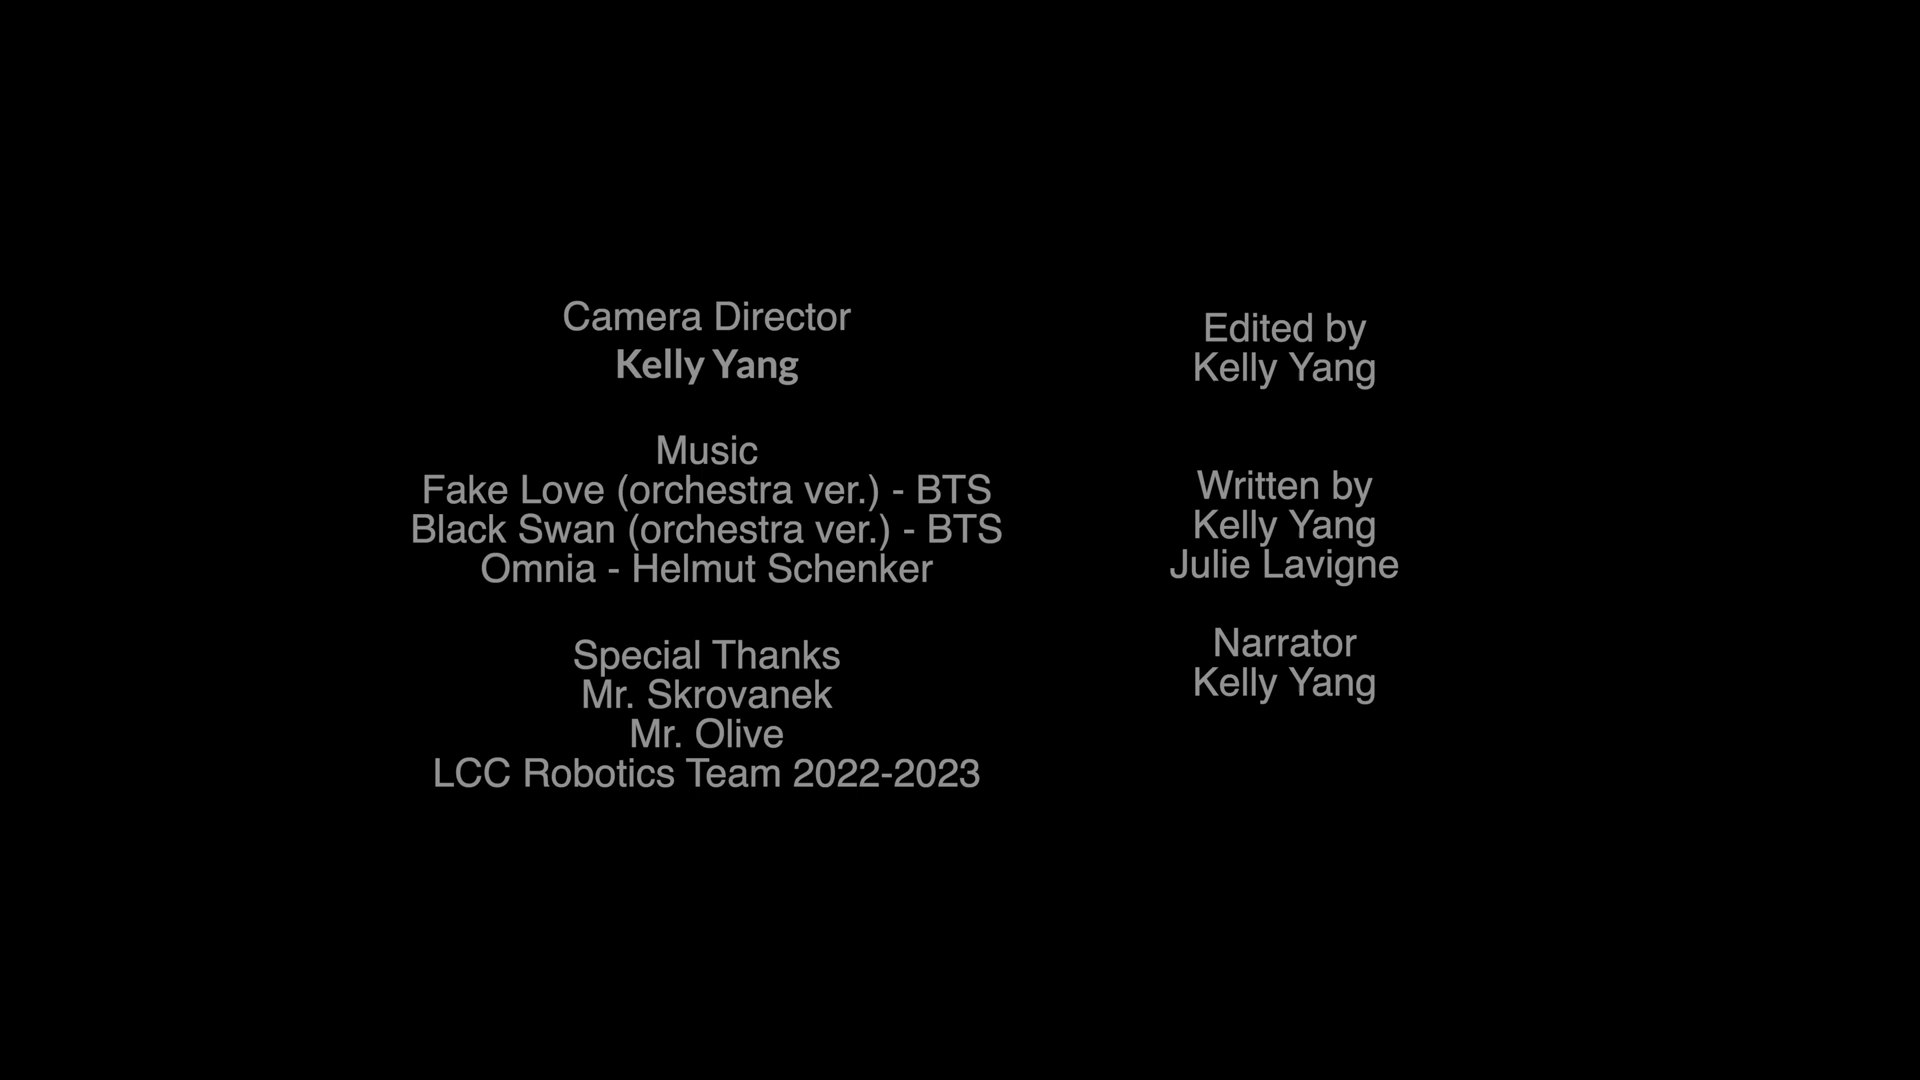 Camera Director
Kelly Yang
Music
Fake Love (orchestra ver.) - BTS
Black Swan (orchestra ver.) - BTS
Omnia - Helmut Schenker
Special Thanks
Mr. Skrovanek
Mr. Olive
LCC Robotics Team 2022-2023
Edited by
Kelly Yang
Written by
Kelly Yang
Julie Lavigne
Narrator
Kelly Yang